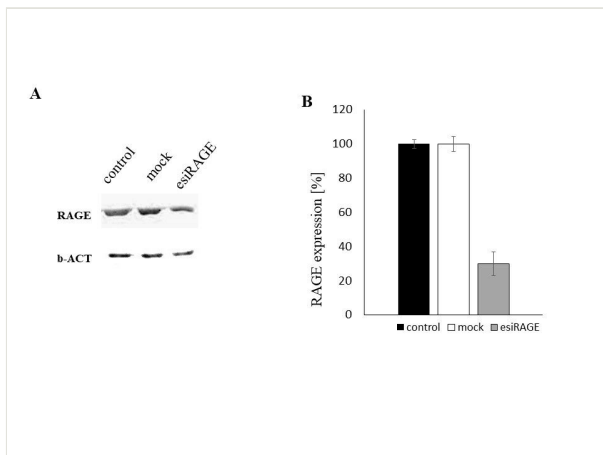 A
control mock esiRAGE
RAGE
b-ACT
B
RAGE expression [%]
120
100
80
60
40
20
0
control mock esiRAGE